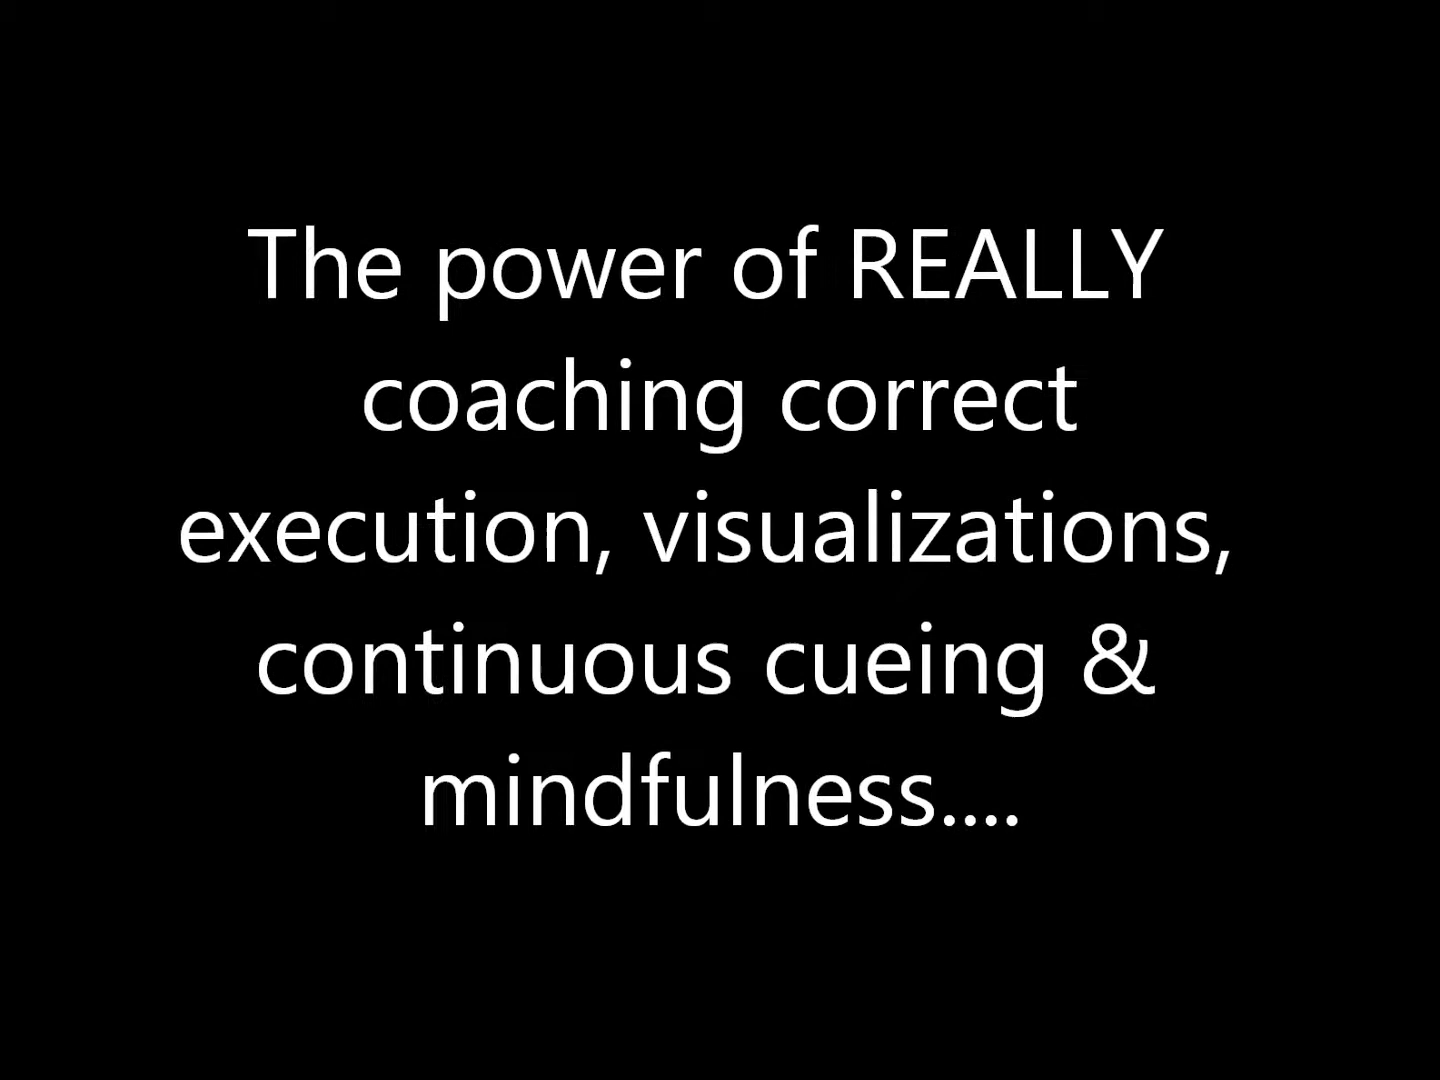 The power of REALLY
coaching correct
execution, visualizations,
continuous cueing &
mindfulness....